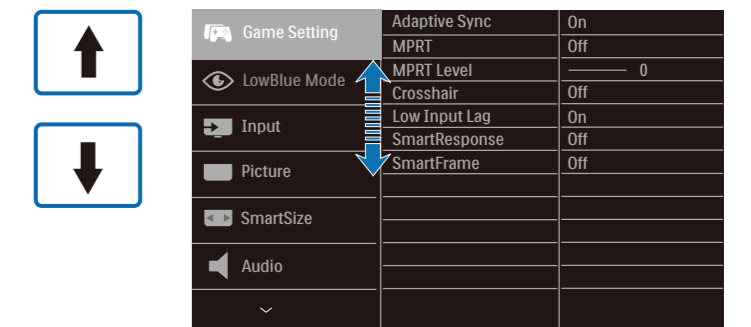 Game Setting
LowBlue Mode
Input
Picture
SmartSize
Audio
Adaptive Sync On
MPRT Off
MPRT Level 0
Crosshair Off
Low Input Lag On
SmartResponse Off
SmartFrame Off